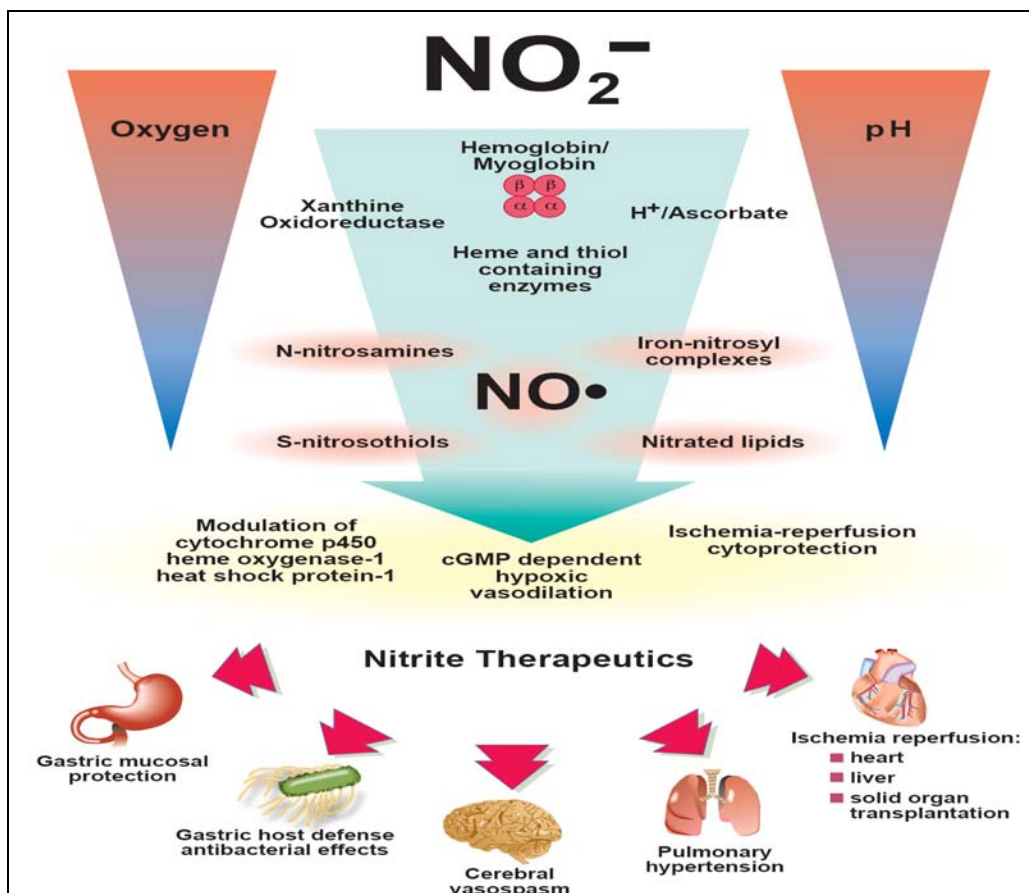 NO₂⁻
Oxygen
pH
Hemoglobin/
Myoglobin
β β
α α
Xanthine
Oxidoreductase
H⁺/Ascorbate
Heme and thiol
containing
enzymes
N-nitrosamines
Iron-nitrosyl
complexes
NO•
S-nitrosothiols
Nitrated lipids
Modulation of
cytochrome p450
heme oxygenase-1
heat shock protein-1
cGMP dependent
hypoxic
vasodilation
Ischemia-reperfusion
cytoprotection
Nitrite Therapeutics
Gastric mucosal
protection
Gastric host defense
antibacterial effects
Cerebral
vasospasm
Pulmonary
hypertension
Ischemia reperfusion:
heart
liver
solid organ
transplantation